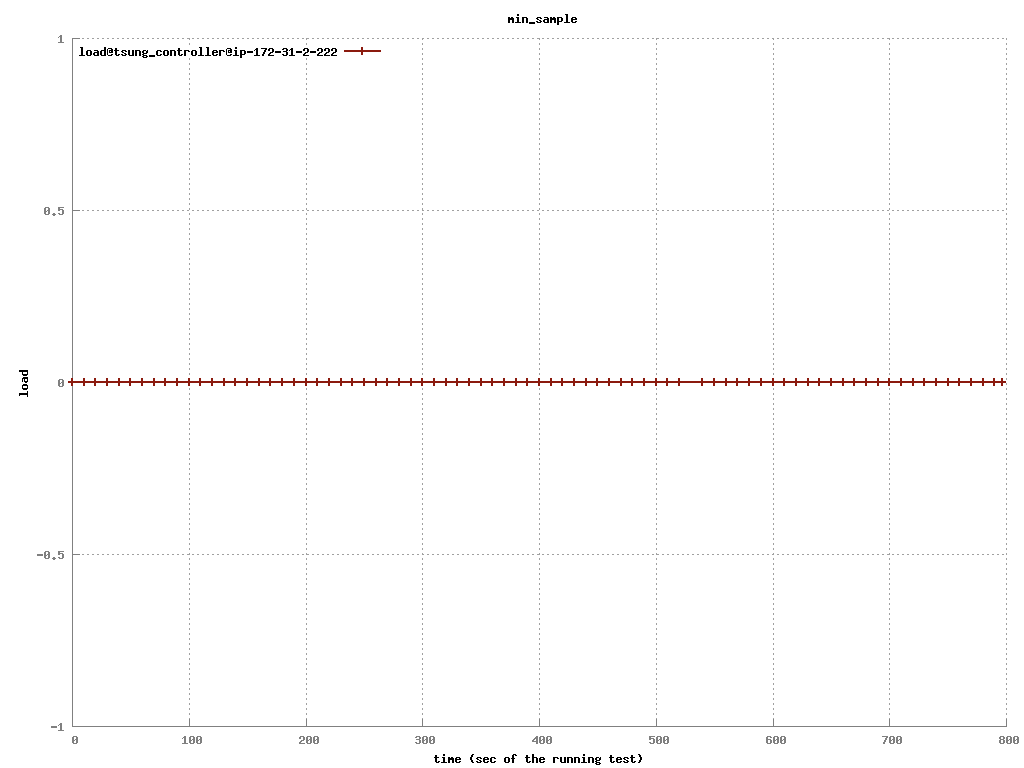 min_sample
load@tsung_controller@ip-172-31-2-222
1
0.5
0
-0.5
-1
load
0 100 200 300 400 500 600 700 800
time (sec of the running test)